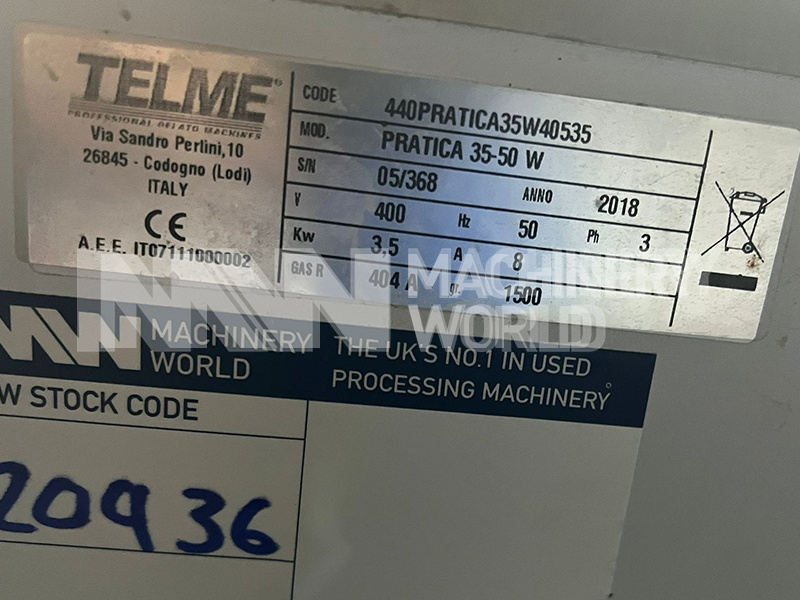 TELME
PROFESSIONAL GELATO MACHINES
Via Sandro Perlini,10
26845 - Codogno (Lodi)
ITALY
CE
A.E.E. IT07111000002
CODE 440PRATICA35W40535
MOD. PRATICA 35-50 W
S/N 05/368 ANNO 2018
V 400 Hz 50 Ph 3
Kw 3,5 A 8
GAS R 404 A gr 1500
MW MACHINERY WORLD
MW MACHINERY
WORLD
THE UK'S NO.1 IN USED
PROCESSING MACHINERY
W STOCK CODE
20936